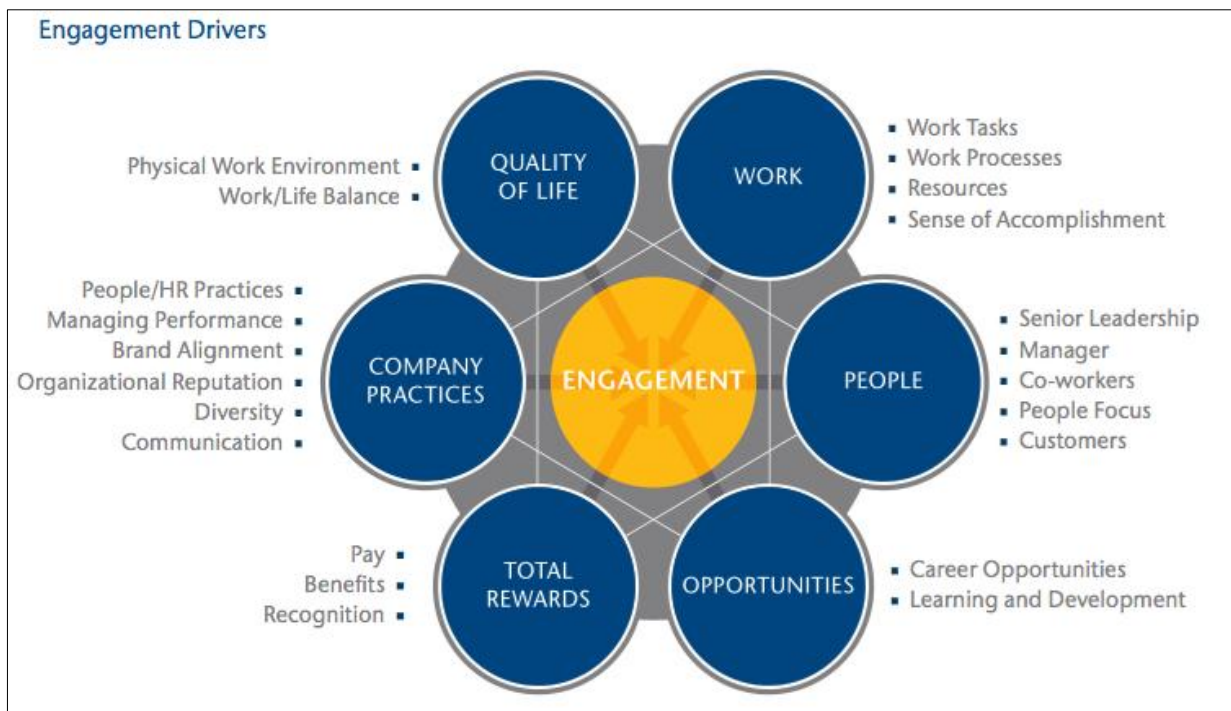 Engagement Drivers
QUALITY
OF LIFE
Physical Work Environment
Work/Life Balance
WORK
Work Tasks
Work Processes
Resources
Sense of Accomplishment
People/HR Practices
Managing Performance
Brand Alignment
Organizational Reputation
Diversity
Communication
COMPANY
PRACTICES
ENGAGEMENT
PEOPLE
Senior Leadership
Manager
Co-workers
People Focus
Customers
Pay
Benefits
Recognition
TOTAL
REWARDS
OPPORTUNITIES
Career Opportunities
Learning and Development